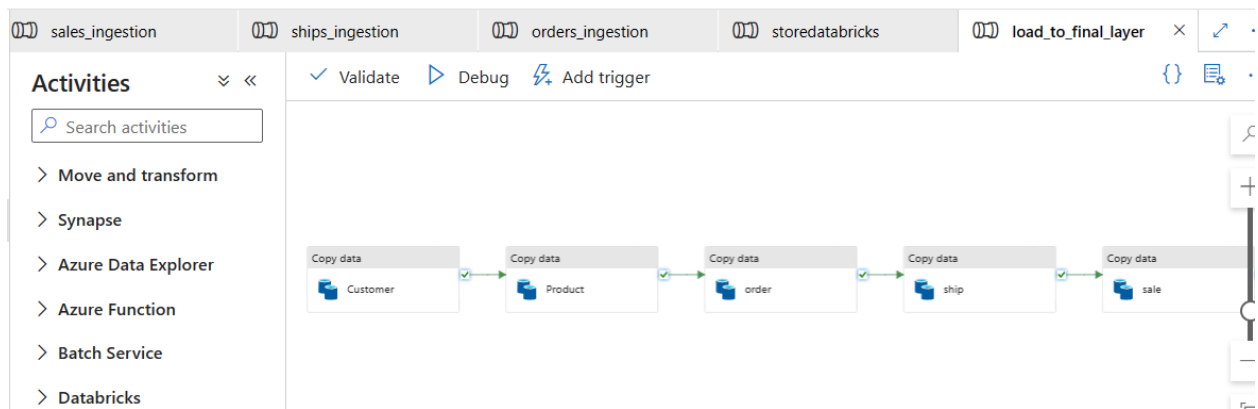 sales_ingestion
ships_ingestion
orders_ingestion
storedatabricks
load_to_final_layer
Activities
Validate
Debug
Add trigger
Search activities
Move and transform
Synapse
Azure Data Explorer
Azure Function
Batch Service
Databricks
Copy data
Customer
Copy data
Product
Copy data
order
Copy data
ship
Copy data
sale